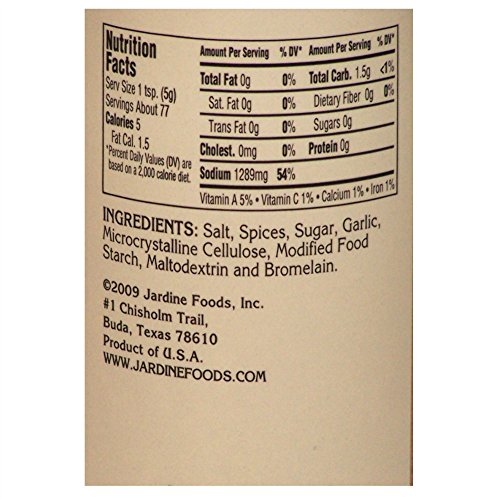 Nutrition
Facts
Serv Size 1 tsp. (5g)
Servings About 77
Calories 5
Fat Cal. 1.5
*Percent Daily Values (DV) are
based on a 2,000 calorie diet.
Amount Per Serving % DV* Amount Per Serving % DV*
Total Fat 0g 0% Total Carb. 1.5g <1%
Sat. Fat 0g 0% Dietary Fiber 0g 0%
Trans Fat 0g 0% Sugars 0g
Cholest. 0mg 0% Protein 0g
Sodium 1289mg 54%
Vitamin A 5% • Vitamin C 1% • Calcium 1% • Iron 1%
INGREDIENTS: Salt, Spices, Sugar, Garlic,
Microcrystalline Cellulose, Modified Food
Starch, Maltodextrin and Bromelain.
©2009 Jardine Foods, Inc.
#1 Chisholm Trail,
Buda, Texas 78610
Product of U.S.A.
WWW.JARDINEFOODS.COM